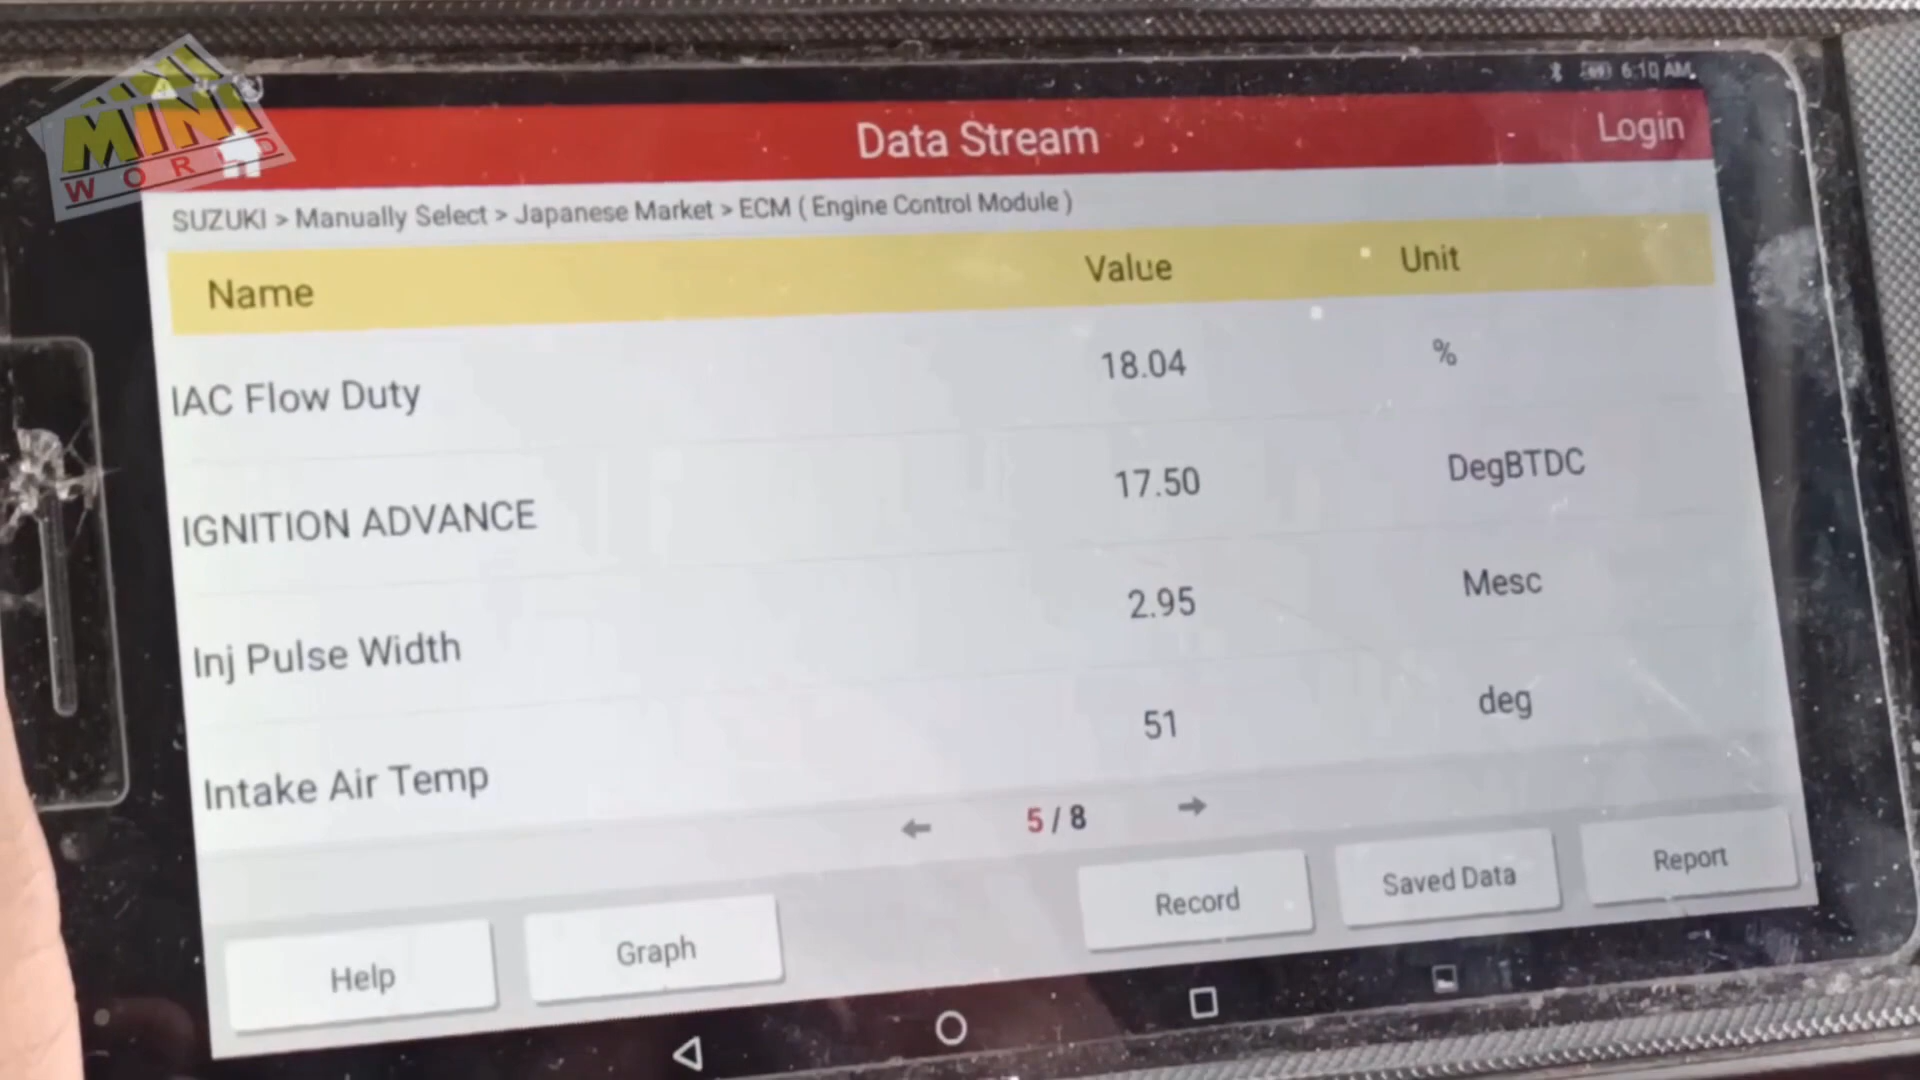 MINI
WORLD
6:10 AM
Data Stream
Login
SUZUKI > Manually Select > Japanese Market > ECM ( Engine Control Module )
Name Value Unit
IAC Flow Duty 18.04 %
IGNITION ADVANCE 17.50 DegBTDC
Inj Pulse Width 2.95 Mesc
Intake Air Temp 51 deg
5 / 8
Help Graph Record Saved Data Report